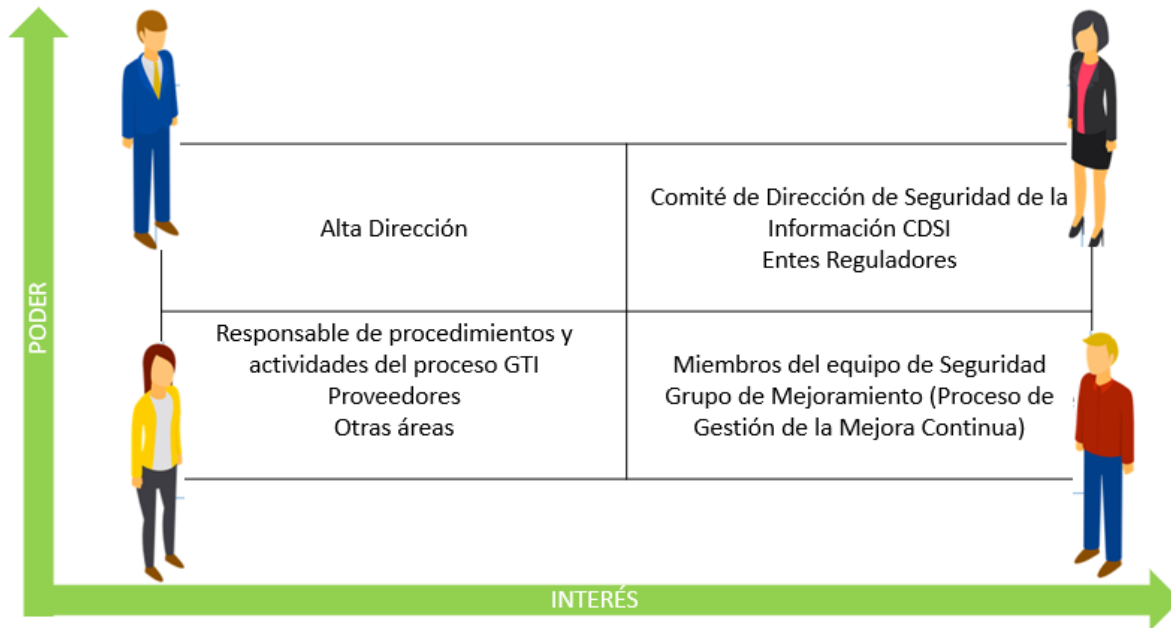 PODER
Alta Dirección
Comité de Dirección de Seguridad de la
Información CDSI
Entes Reguladores
Responsable de procedimientos y
actividades del proceso GTI
Proveedores
Otras áreas
Miembros del equipo de Seguridad
Grupo de Mejoramiento (Proceso de
Gestión de la Mejora Continua)
INTERÉS